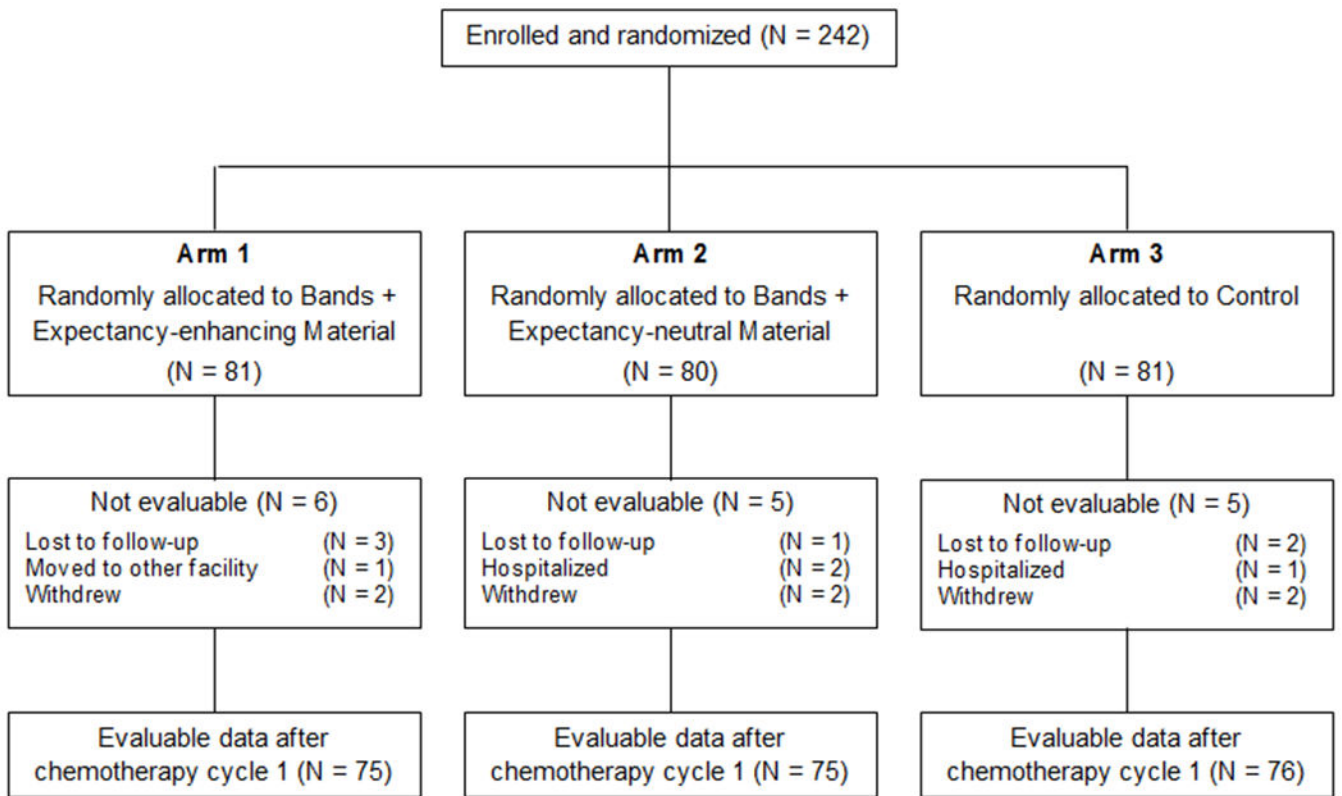 Enrolled and randomized (N = 242)
Arm 1
Randomly allocated to Bands +
Expectancy-enhancing Material
(N = 81)
Arm 2
Randomly allocated to Bands +
Expectancy-neutral Material
(N = 80)
Arm 3
Randomly allocated to Control
(N = 81)
Not evaluable (N = 6)
Lost to follow-up (N = 3)
Moved to other facility (N = 1)
Withdrew (N = 2)
Not evaluable (N = 5)
Lost to follow-up (N = 1)
Hospitalized (N = 2)
Withdrew (N = 2)
Not evaluable (N = 5)
Lost to follow-up (N = 2)
Hospitalized (N = 1)
Withdrew (N = 2)
Evaluable data after
chemotherapy cycle 1 (N = 75)
Evaluable data after
chemotherapy cycle 1 (N = 75)
Evaluable data after
chemotherapy cycle 1 (N = 76)